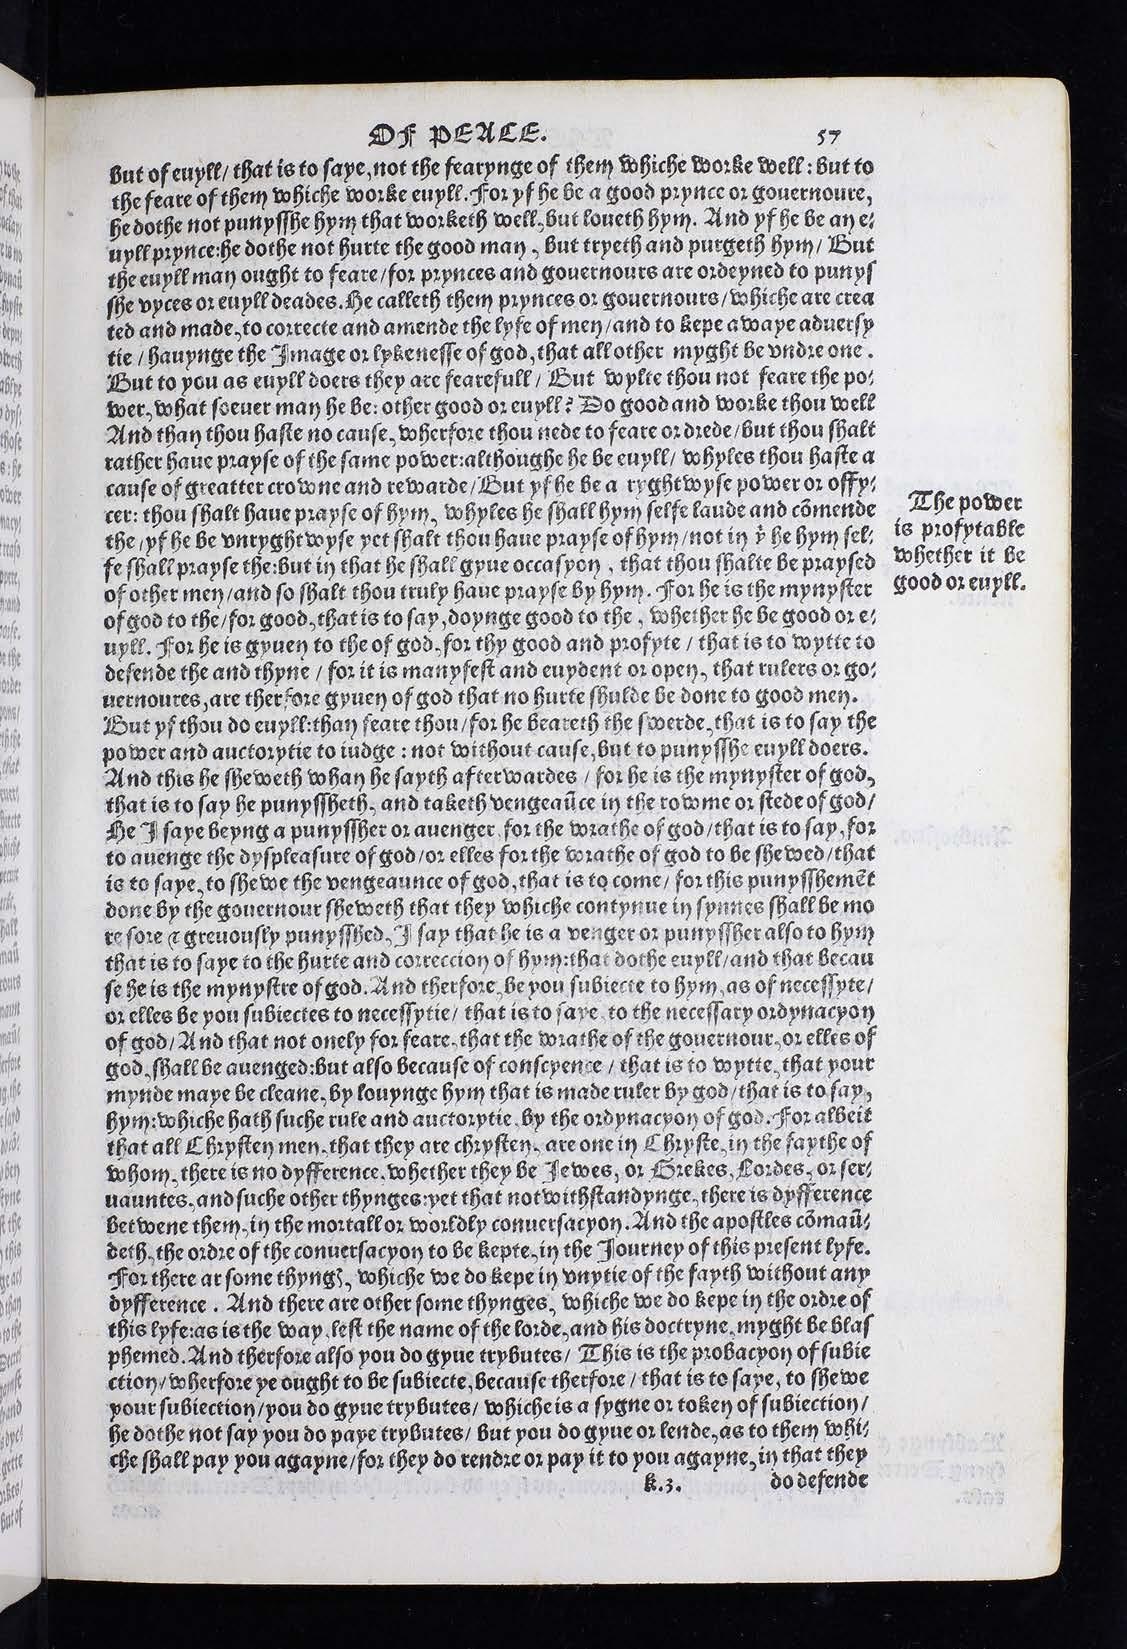 OF PEACE. 57
but of euyll/ that is to saye, not the fearynge of them whiche worke well: but to
the feare of them whiche worke euyll. For yf he be a good prynce or gouernoure,
he dothe not punysshe hym that worketh well, but loueth hym. And yf he be an e⸗
uyll prynce: he dothe not hurte the good man, but tryeth and purgeth hym/ But
the euyll man ought to feare/ for prynces and gouernours are ordeyned to punys
she vyces or euyll deades. He calleth them prynces or gouernours/ whiche are crea
ted and made, to correcte and amende the lyfe of men/ and to kepe awaye aduersy
tie / hauynge the Image or lykenesse of god, that all other myght be vndre one.
But to you as euyll doers they are fearefull/ But wylte thou not feare the po⸗
wer, what soeuer man he be: other good or euyll? Do good and worke thou well
And than thou haste no cause, wherfore thou nede to feare or drede/ but thou shalt
rather haue prayse of the same power: althoughe he be euyll/ whyles thou haste a
cause of greatter crowne and rewarde/ But yf he be a ryghtwyse power or offy⸗
cer: thou shalt haue prayse of hym, whyles he shall hym selfe laude and cõmende
the /yf he be vnryghtwyse yet shalt thou haue prayse of hym/ not in yͭ he hym sel⸗
fe shall prayse the: but in that he shall gyue occasyon, that thou shalte be praysed
of other men/ and so shalt thou truly haue prayse by hym. For he is the mynyster
of god to the/ for good, that is to say, doynge good to the, whether he be good or e⸗
uyll. For he is gyuen to the of god, for thy good and profyte / that is to wytte to
defende the and thyne / for it is manyfest and euydent or open, that rulers or go⸗
uernoures, are therfore gyuen of god that no hurte shulde be done to good men.
But yf thou do euyll: than feare thou/ for he beareth the swerde, that is to say the
power and auctorytie to iudge: not without cause, but to punysshe euyll doers.
And this he sheweth whan he sayth afterwardes / for he is the mynyster of god,
that is to say he punyssheth, and taketh vengeaũce in the rowme or stede of god/
He I saye beyng a punyssher or auenger, for the wrathe of god/ that is to say, for
to auenge the dyspleasure of god/ or elles for the wrathe of god to be shewed/ that
is to saye, to shewe the vengeaunce of god, that is to come/ for this punysshemẽt
done by the gouernour sheweth that they whiche contynue in synnes shall be mo
re sore ⁊ greuously punysshed, I say that he is a venger or punyssher also to hym
that is to saye to the hurte and correccion of hym: that dothe euyll/ and that becau
se he is the mynystre of god. And therfore, be you subiecte to hym, as of necessyte/
or elles be you subiectes to necessytie/ that is to saye, to the necessary ordynacyon
of god/ And that not onely for feare, that the wrathe of the gouernour, or elles of
god, shall be auenged: but also because of conscyence / that is to wytte, that your
mynde maye be cleane, by louynge hym that is made ruler by god/ that is to say,
hym: whiche hath suche rule and auctorytie, by the ordynacyon of god. For albeit
that all Chrysten men, that they are chrysten, are one in Chryste, in the faythe of
whom, there is no dyfference, whether they be Jewes, or Grekes, Lordes, or ser⸗
uauntes, and suche other thynges: yet that notwithstandynge, there is dyfference
betwene them, in the mortall or worldly conuersacyon. And the apostles cõmaũ⸗
deth, the ordre of the conuersacyon to be kepte, in the Journey of this present lyfe.
For there ar some thyngꝭ, whiche we do kepe in vnytie of the fayth without any
dyfference. And there are other some thynges, whiche we do kepe in the ordre of
this lyfe: as is the way, lest the name of the lorde, and his doctryne, myght be blas
phemed. And therfore also you do gyue trybutes/ This is the probacyon of subie
ction/ wherfore ye ought to be subiecte, because therfore / that is to saye, to shewe
your subiection/ you do gyue trybutes/ whiche is a sygne or token of subiection/
he dothe not say you do paye trybutes/ but you do gyue or lende, as to them whi⸗
che shall pay you agayne/ for they do rendre or pay it to you agayne, in that they
k.3. do defende
The power
is profytable
whether it be
good or euyll.